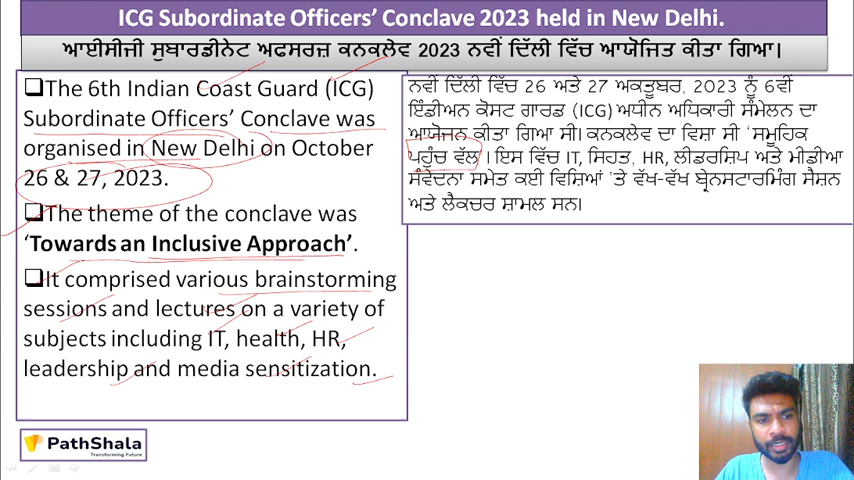 ICG Subordinate Officers’ Conclave 2023 held in New Delhi.
ਆਈਸੀਜੀ ਸੁਬਾਰਡੀਨੇਟ ਅਫਸਰਜ਼ ਕਨਕਲੇਵ 2023 ਨਵੀਂ ਦਿੱਲੀ ਵਿੱਚ ਆਯੋਜਿਤ ਕੀਤਾ ਗਿਆ।
The 6th Indian Coast Guard (ICG)
Subordinate Officers’ Conclave was
organised in New Delhi on October
26 & 27, 2023.
The theme of the conclave was
‘Towards an Inclusive Approach’.
It comprised various brainstorming
sessions and lectures on a variety of
subjects including IT, health, HR,
leadership and media sensitization.
ਨਵੀਂ ਦਿੱਲੀ ਵਿੱਚ 26 ਅਤੇ 27 ਅਕਤੂਬਰ, 2023 ਨੂੰ 6ਵੀਂ
ਇੰਡੀਅਨ ਕੋਸਟ ਗਾਰਡ (ICG) ਅਧੀਨ ਅਧਿਕਾਰੀ ਸੰਮੇਲਨ ਦਾ
ਆਯੋਜਨ ਕੀਤਾ ਗਿਆ ਸੀ। ਕਨਕਲੇਵ ਦਾ ਵਿਸ਼ਾ ਸੀ 'ਸਮੂਹਿਕ
ਪਹੁੰਚ ਵੱਲ'। ਇਸ ਵਿੱਚ IT, ਸਿਹਤ, HR, ਲੀਡਰਸ਼ਿਪ ਅਤੇ ਮੀਡੀਆ
ਸੰਵੇਦਨਾ ਸਮੇਤ ਕਈ ਵਿਸ਼ਿਆਂ 'ਤੇ ਵੱਖ-ਵੱਖ ਬ੍ਰੇਨਸਟਾਰਮਿੰਗ ਸੈਸ਼ਨ
ਅਤੇ ਲੈਕਚਰ ਸ਼ਾਮਲ ਸਨ।
PathShala
Transforming Future